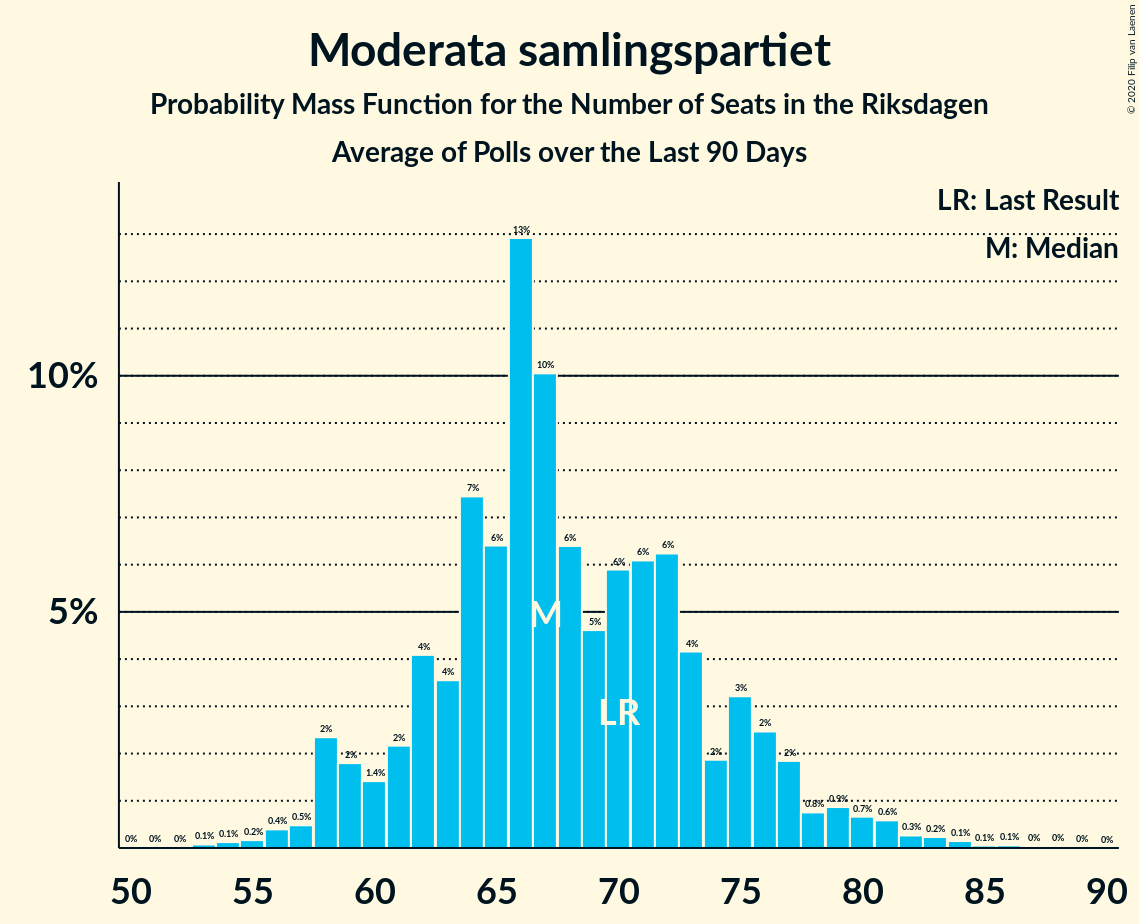 Moderata samlingspartiet
Probability Mass Function for the Number of Seats in the Riksdagen
Average of Polls over the Last 90 Days
© 2020 Filip van Laenen
LR: Last Result
M: Median
13%
10%
10%
7%
6%
6%
6%
6%
6%
5%
5%
M
4%
4%
4%
3%
LR
2%
2%
2%
2%
2%
2%
1.4%
0.8%
0.9%
0.7%
0.6%
0% 0% 0% 0.1% 0.1% 0.2% 0.4% 0.5%
0.3% 0.2% 0.1% 0.1% 0.1% 0% 0% 0% 0%
50 55 60 65 70 75 80 85 90